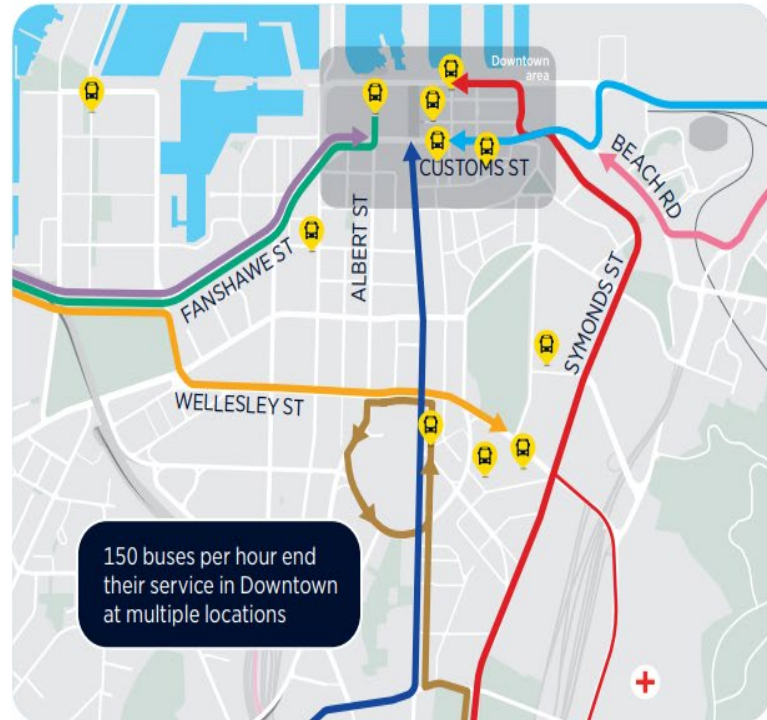 Downtown
area
CUSTOMS ST
BEACH RD
ALBERT ST
FANSHAWE ST
SYMONDS ST
WELLESLEY ST
150 buses per hour end
their service in Downtown
at multiple locations